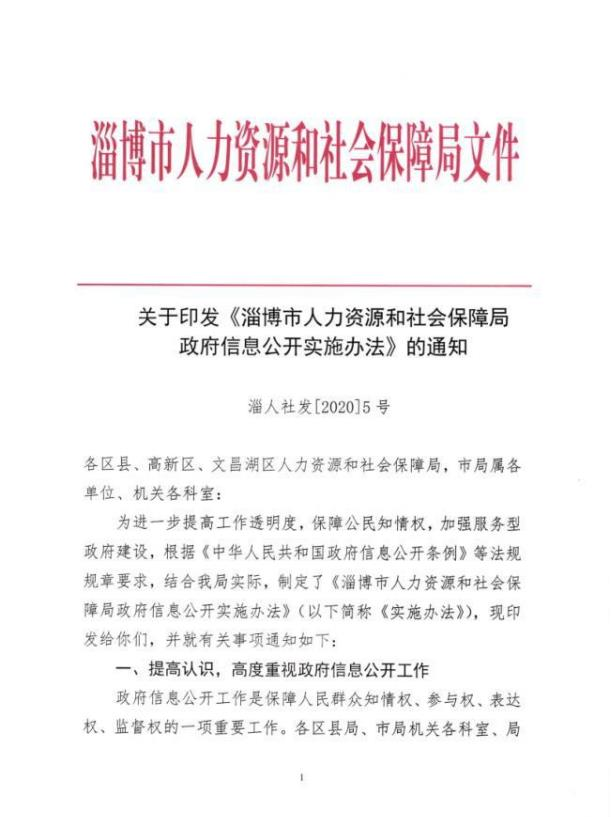 淄博市人力资源和社会保障局文件
关于印发《淄博市人力资源和社会保障局
政府信息公开实施办法》的通知
淄人社发[2020]5号
各区县、高新区、文昌湖区人力资源和社会保障局，市局属各
单位、机关各科室：
为进一步提高工作透明度，保障公民知情权，加强服务型
政府建设，根据《中华人民共和国政府信息公开条例》等法规
规章要求，结合我局实际，制定了《淄博市人力资源和社会保
障局政府信息公开实施办法》（以下简称《实施办法》），现印
发给你们，并就有关事项通知如下：
一、提高认识，高度重视政府信息公开工作
政府信息公开工作是保障人民群众知情权、参与权、表达
权、监督权的一项重要工作。各区县局、市局机关各科室、局
1